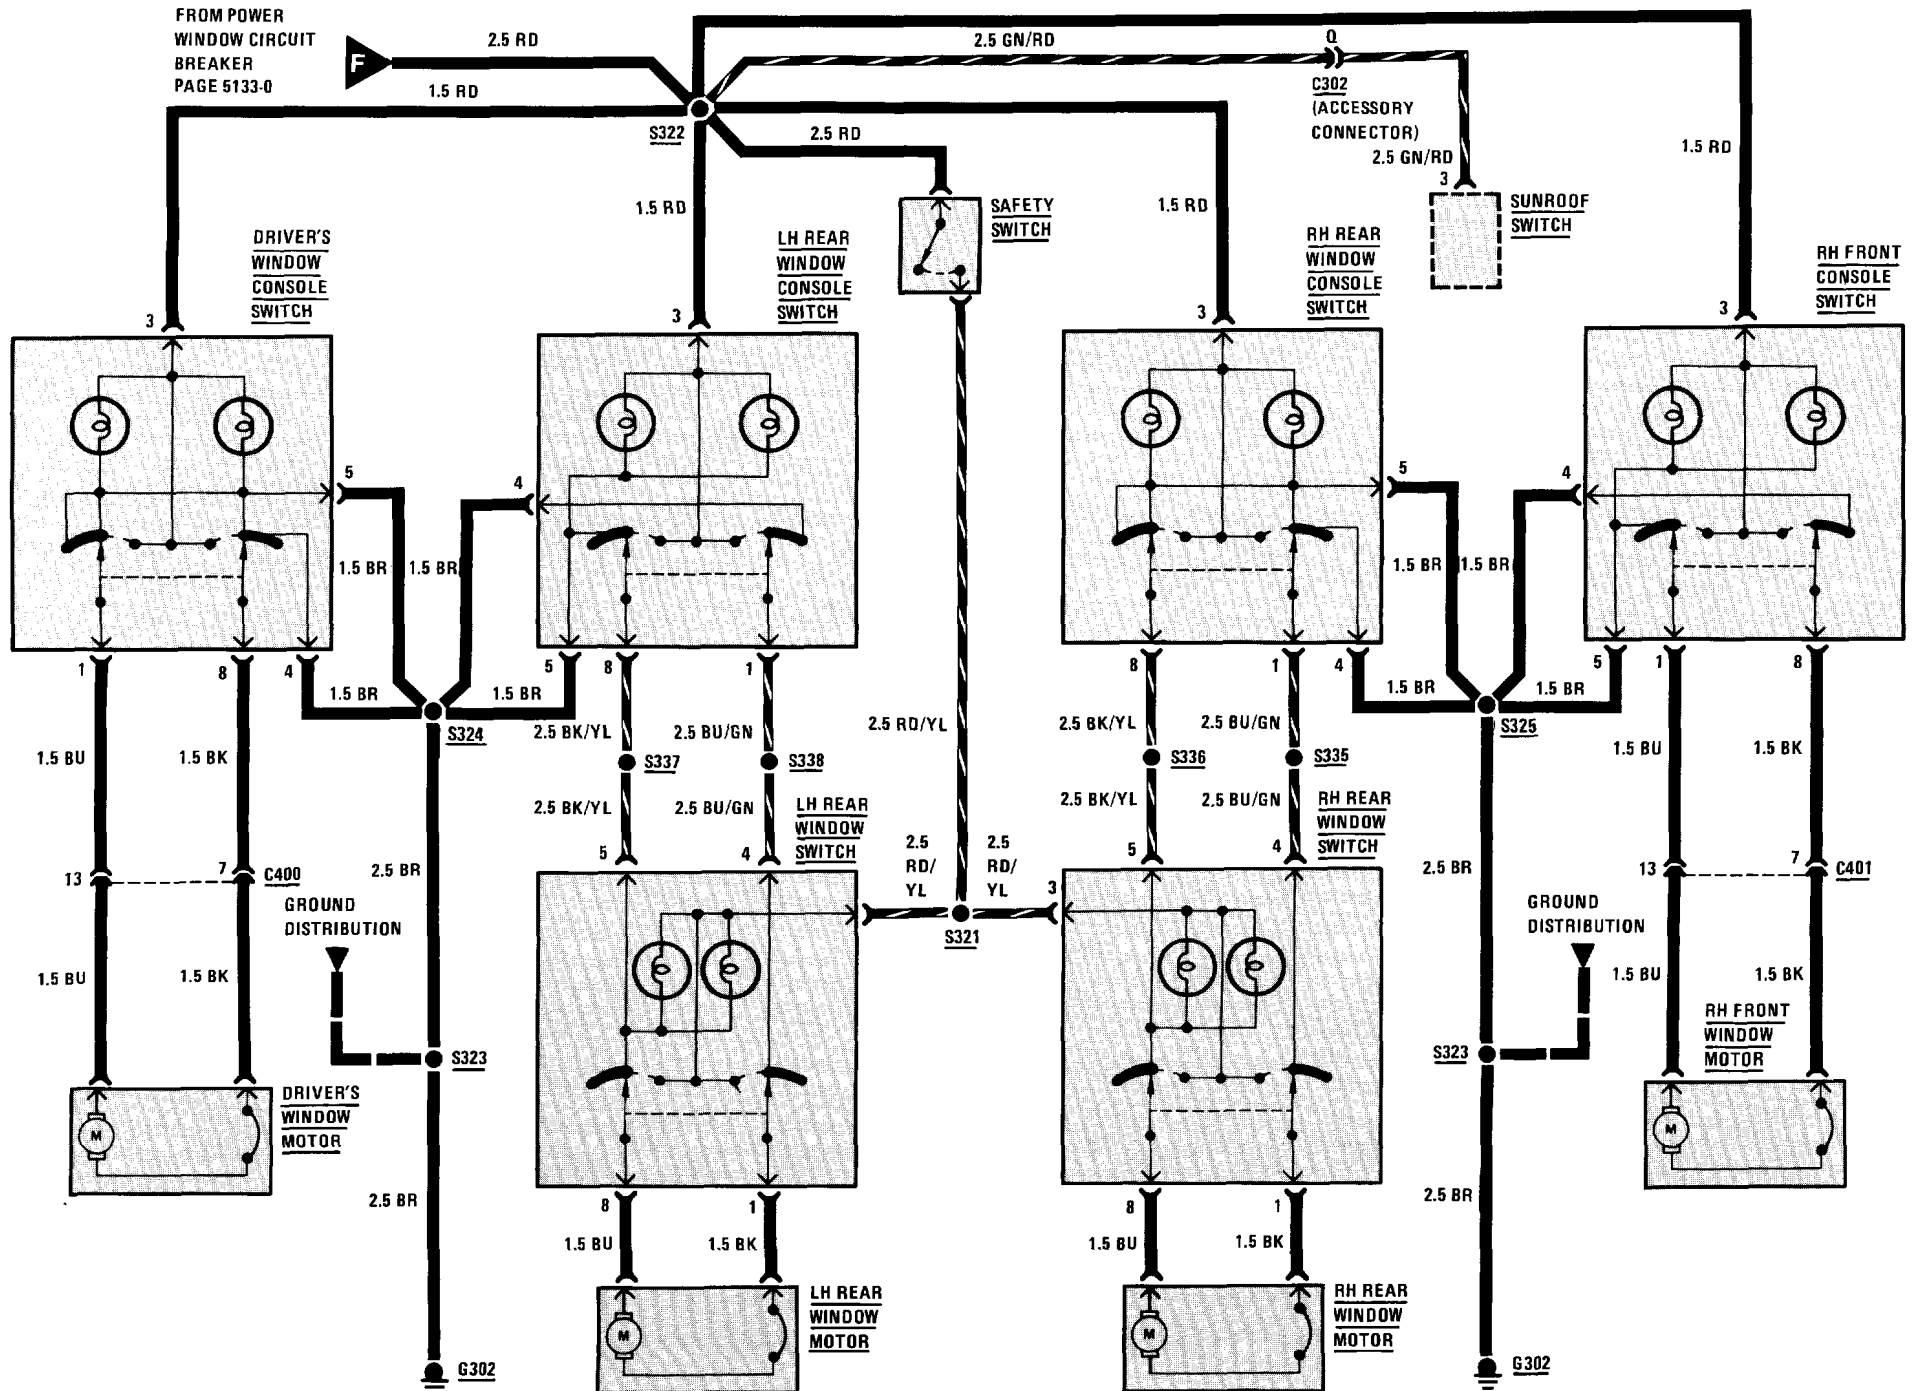 FROM POWER
WINDOW CIRCUIT
BREAKER
PAGE 5133-0
F
2.5 RD
1.5 RD
S322
2.5 GN/RD
Q
C302
(ACCESSORY
CONNECTOR)
2.5 GN/RD
3
1.5 RD
2.5 RD
1.5 RD
1.5 RD
SAFETY
SWITCH
SUNROOF
SWITCH
DRIVER'S
WINDOW
CONSOLE
SWITCH
3
LH REAR
WINDOW
CONSOLE
SWITCH
3
RH REAR
WINDOW
CONSOLE
SWITCH
3
RH FRONT
CONSOLE
SWITCH
3
5
4
5
4
1.5 BR
1.5 BR
1.5 BR
1.5 BR
1
8
4
1.5 BR
S324
1.5 BR
5
8
1
8
1
4
1.5 BR
S325
1.5 BR
5
1
8
1.5 BU
1.5 BK
2.5 BK/YL
2.5 BU/GN
2.5 RD/YL
2.5 BK/YL
2.5 BU/GN
1.5 BU
1.5 BK
S337
S338
S336
S335
2.5 BK/YL
2.5 BU/GN
LH REAR
WINDOW
SWITCH
2.5 BK/YL
2.5 BU/GN
RH REAR
WINDOW
SWITCH
5
4
5
4
13
7
C400
2.5 BR
2.5
RD/
YL
2.5
RD/
YL
3
S321
2.5 BR
13
7
C401
GROUND
DISTRIBUTION
GROUND
DISTRIBUTION
1.5 BU
1.5 BK
1.5 BU
1.5 BK
S323
S323
RH FRONT
WINDOW
MOTOR
M
DRIVER'S
WINDOW
MOTOR
M
2.5 BR
2.5 BR
8
1
8
1
1.5 BU
1.5 BK
1.5 BU
1.5 BK
M
LH REAR
WINDOW
MOTOR
M
RH REAR
WINDOW
MOTOR
G302
G302